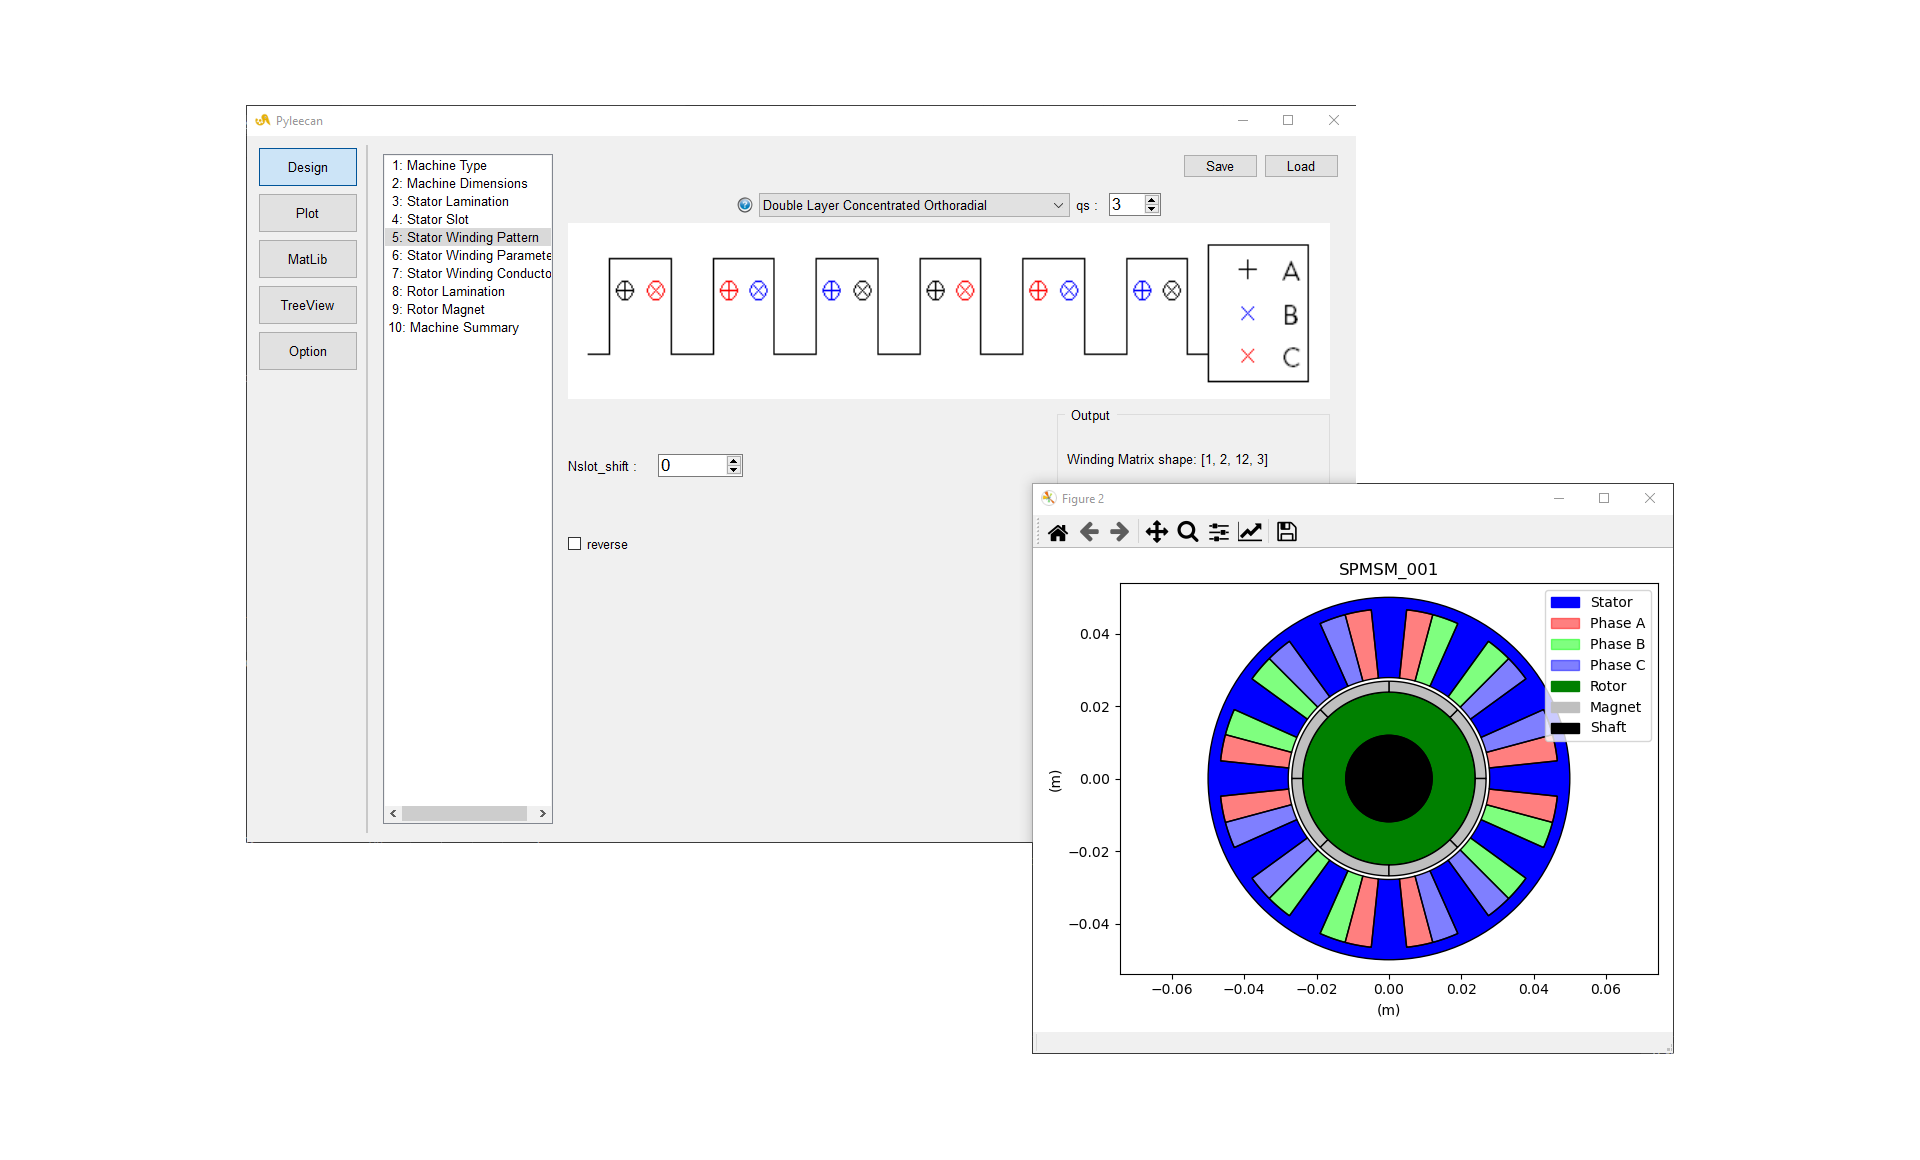 Pyleecan
Design
Plot
MatLib
TreeView
Option
1: Machine Type
2: Machine Dimensions
3: Stator Lamination
4: Stator Slot
5: Stator Winding Pattern
6: Stator Winding Paramete
7: Stator Winding Conducto
8: Rotor Lamination
9: Rotor Magnet
10: Machine Summary
Save Load
Double Layer Concentrated Orthoradial qs : 3
A
B
C
Nslot_shift : 0
reverse
Output
Winding Matrix shape: [1, 2, 12, 3]
Figure 2
SPMSM_001
Stator
Phase A
Phase B
Phase C
Rotor
Magnet
Shaft
0.04
0.02
0.00
−0.02
−0.04
(m)
−0.06 −0.04 −0.02 0.00 0.02 0.04 0.06
(m)